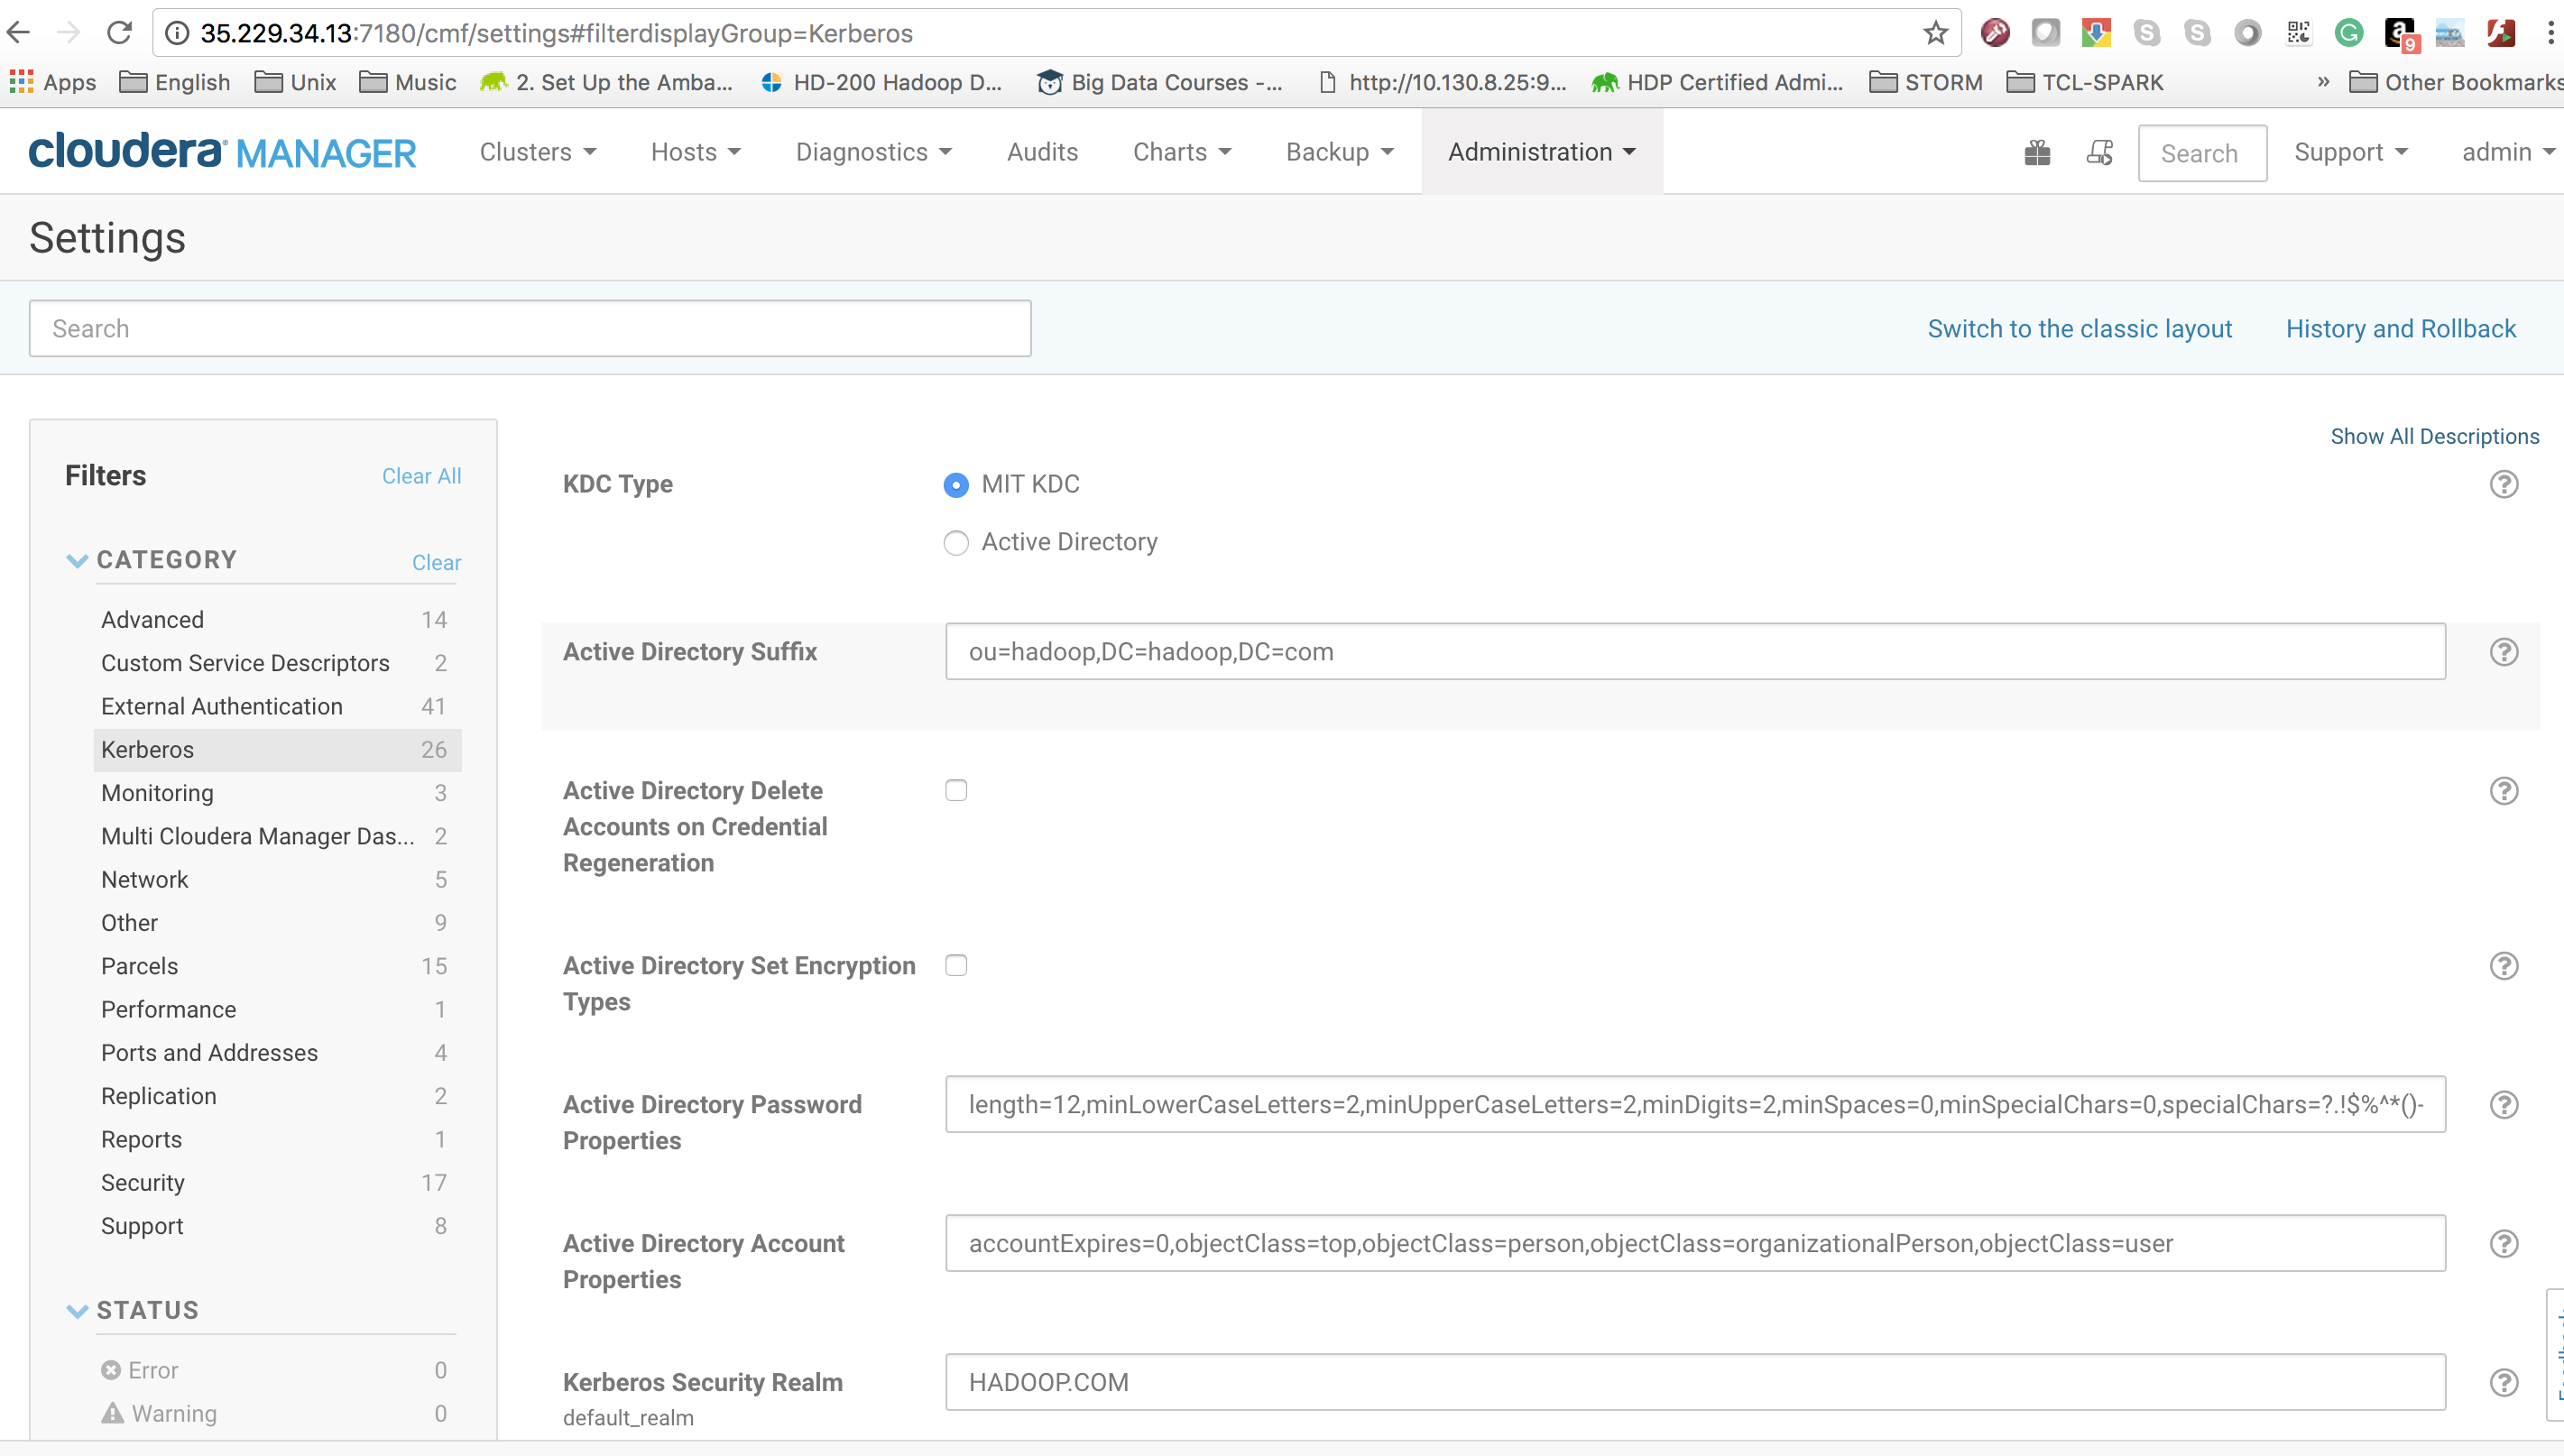 35.229.34.13:7180/cmf/settings#filterdisplayGroup=Kerberos
9
Apps English Unix Music 2. Set Up the Amba... HD-200 Hadoop D... Big Data Courses -... http://10.130.8.25:9... HDP Certified Admi... STORM TCL-SPARK » Other Bookmarks
cloudera MANAGER Clusters Hosts Diagnostics Audits Charts Backup Administration Search Support admin
Settings
Search
Switch to the classic layout History and Rollback
Show All Descriptions
Filters Clear All
CATEGORY Clear
Advanced 14
Custom Service Descriptors 2
External Authentication 41
Kerberos 26
Monitoring 3
Multi Cloudera Manager Das... 2
Network 5
Other 9
Parcels 15
Performance 1
Ports and Addresses 4
Replication 2
Reports 1
Security 17
Support 8
STATUS
Error 0
Warning 0
KDC Type
MIT KDC
Active Directory
Active Directory Suffix
ou=hadoop,DC=hadoop,DC=com
Active Directory Delete
Accounts on Credential
Regeneration
Active Directory Set Encryption
Types
Active Directory Password
Properties
length=12,minLowerCaseLetters=2,minUpperCaseLetters=2,minDigits=2,minSpaces=0,minSpecialChars=0,specialChars=?.!$%^*()-
Active Directory Account
Properties
accountExpires=0,objectClass=top,objectClass=person,objectClass=organizationalPerson,objectClass=user
Kerberos Security Realm
default_realm
HADOOP.COM